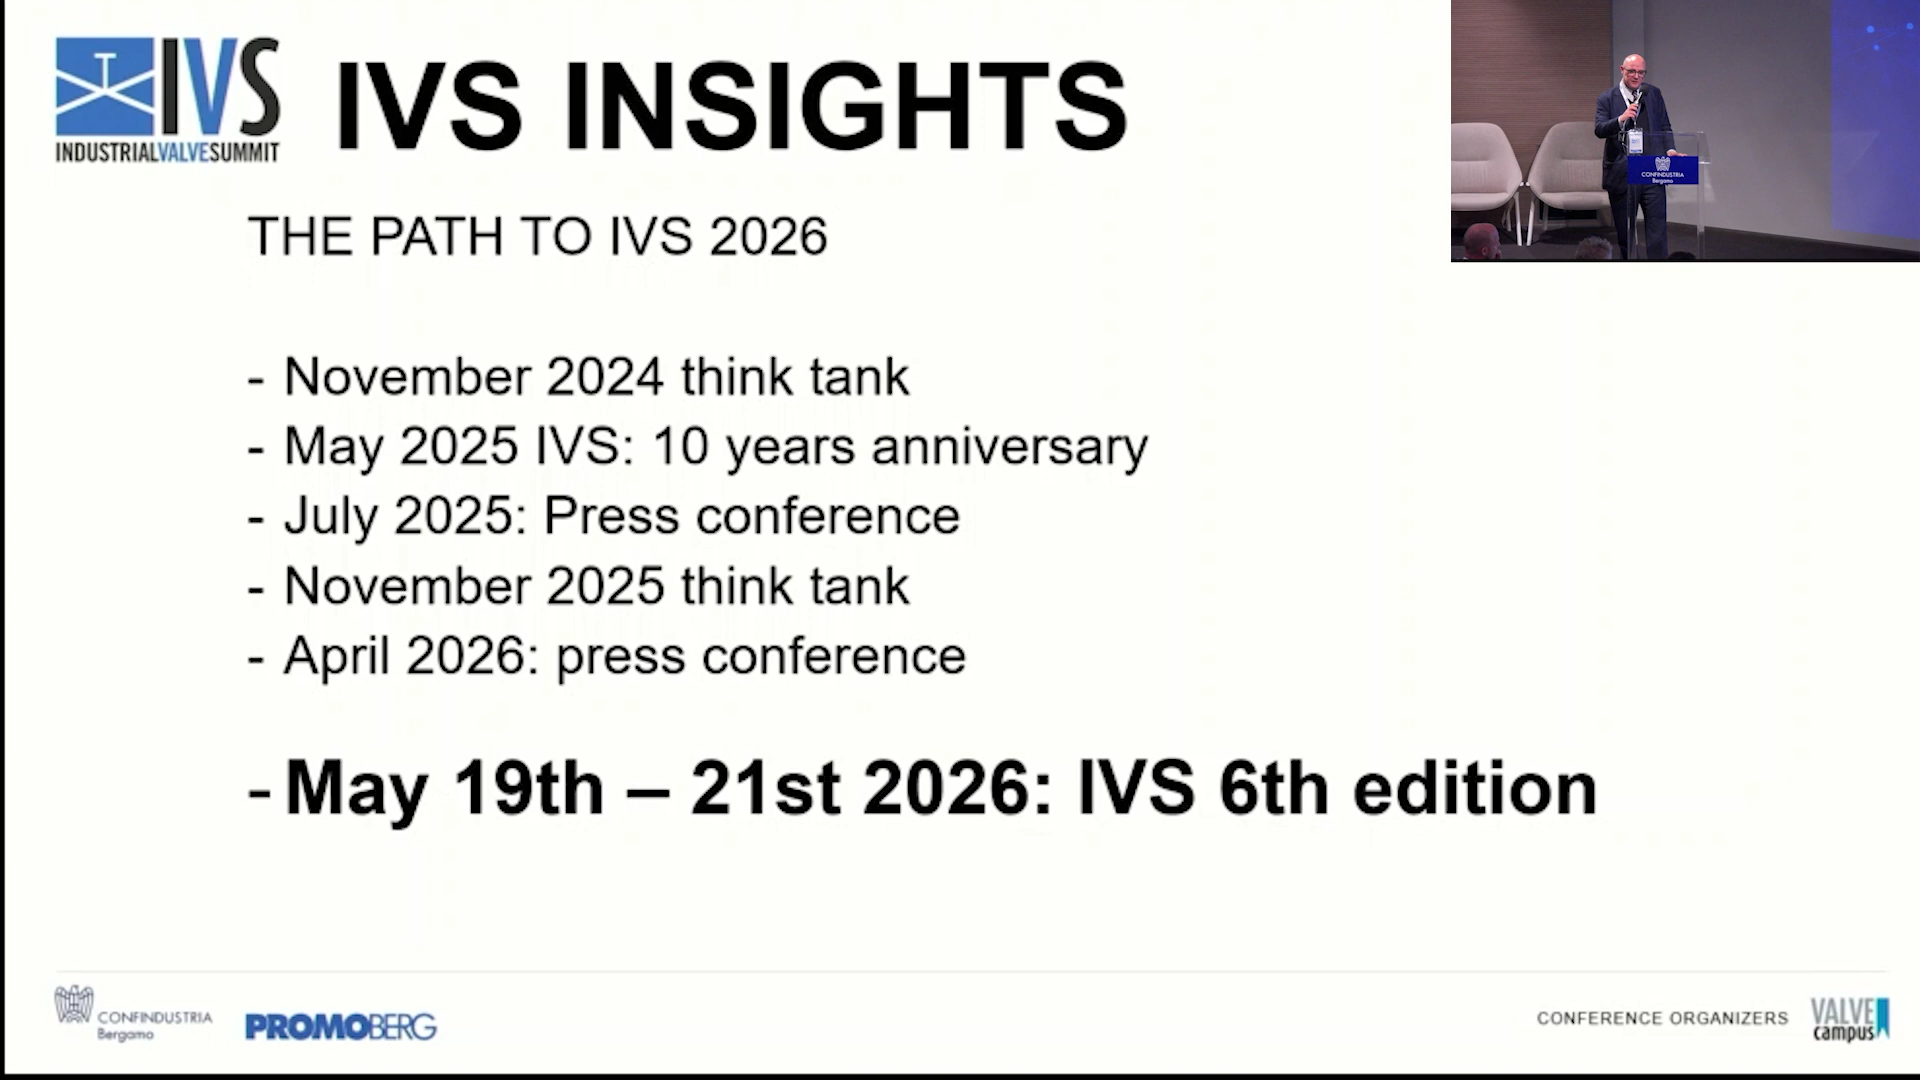 IVS
INDUSTRIALVALVESUMMIT
IVS INSIGHTS
THE PATH TO IVS 2026
- November 2024 think tank
- May 2025 IVS: 10 years anniversary
- July 2025: Press conference
- November 2025 think tank
- April 2026: press conference
- May 19th – 21st 2026: IVS 6th edition
CONFINDUSTRIA
Bergamo
CONFINDUSTRIA
Bergamo
PROMOBERG
CONFERENCE ORGANIZERS
VALVE
campus